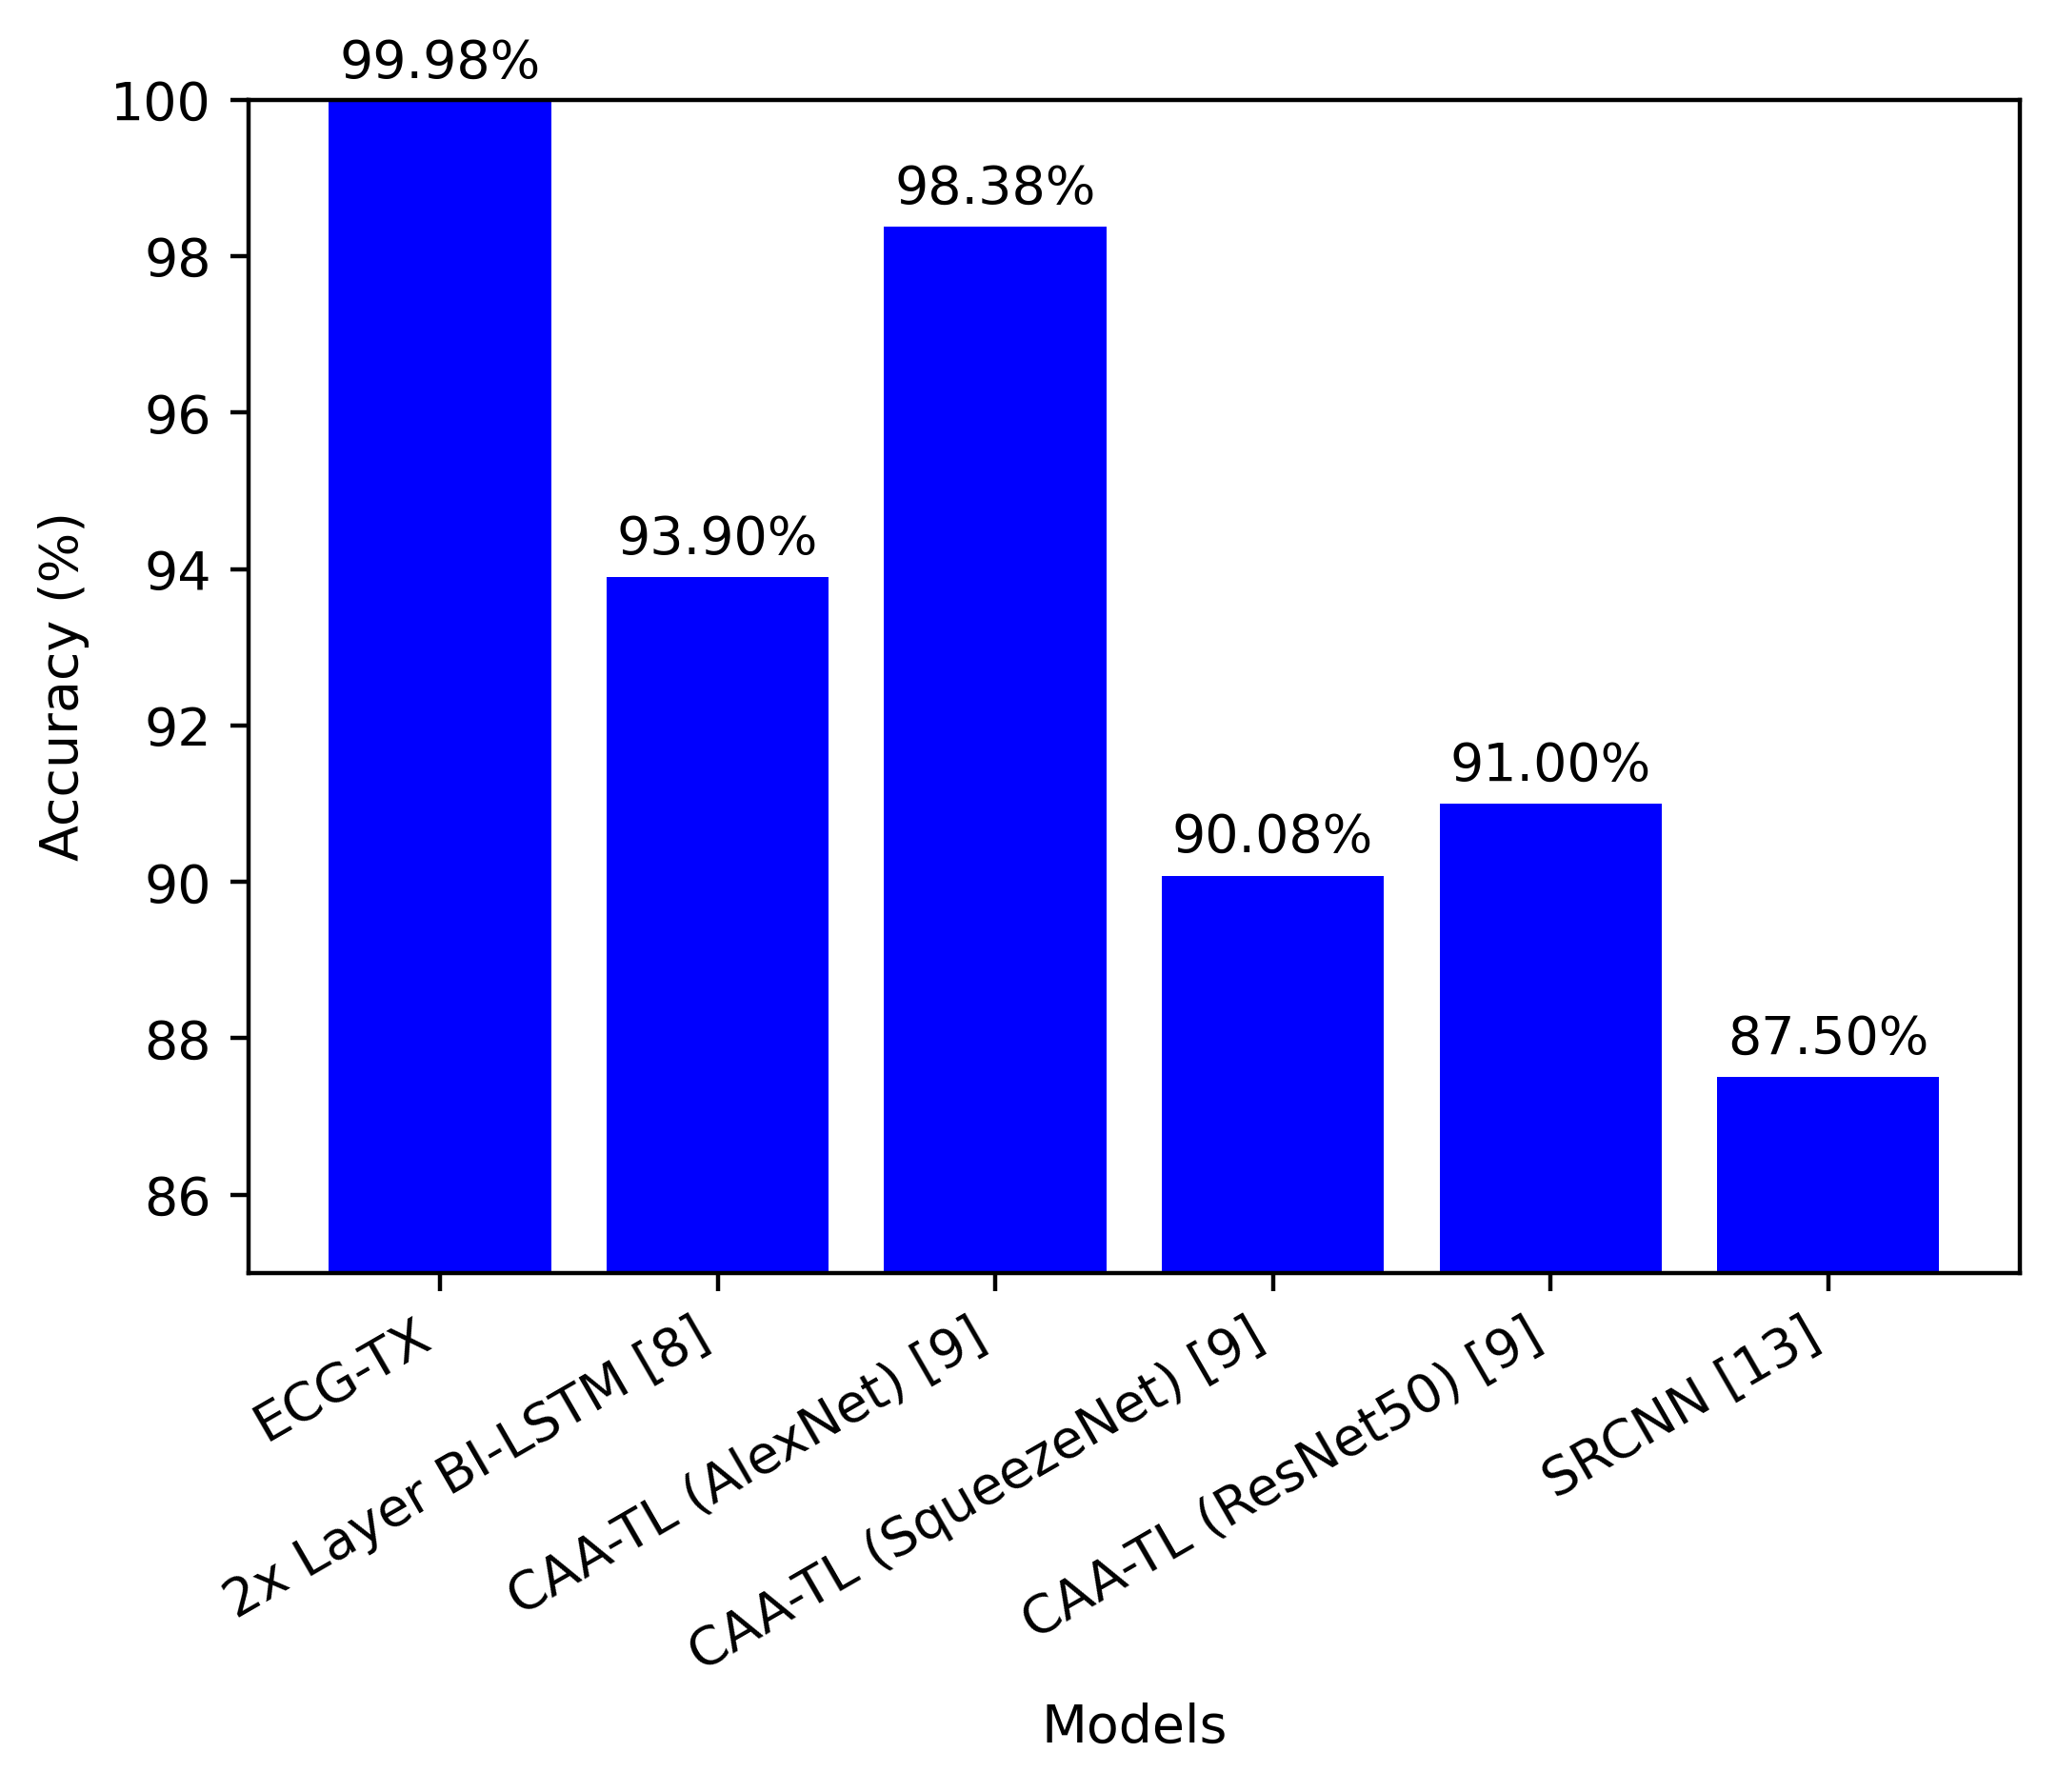 99.98%
100
98.38%
98
96
93.90%
94
92
91.00%
90.08%
90
88
87.50%
86
Accuracy (%)
ECG-TX
2x Layer BI-LSTM [8]
CAA-TL (AlexNet) [9]
CAA-TL (SqueezeNet) [9]
CAA-TL (ResNet50) [9]
SRCNN [13]
Models